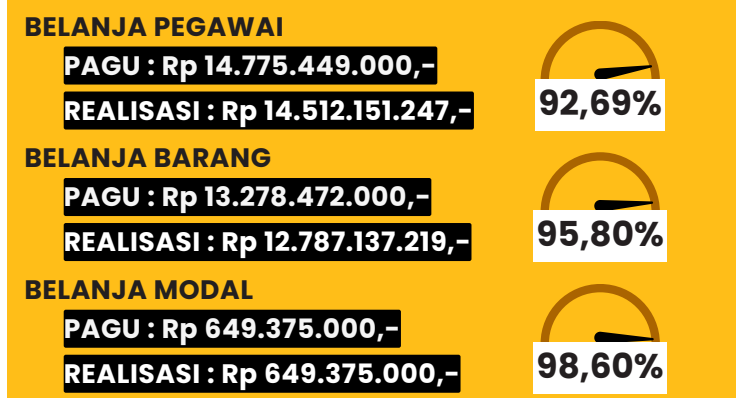 BELANJA PEGAWAI
PAGU : Rp 14.775.449.000,-
REALISASI : Rp 14.512.151.247,-
92,69%
BELANJA BARANG
PAGU : Rp 13.278.472.000,-
REALISASI : Rp 12.787.137.219,-
95,80%
BELANJA MODAL
PAGU : Rp 649.375.000,-
REALISASI : Rp 649.375.000,-
98,60%